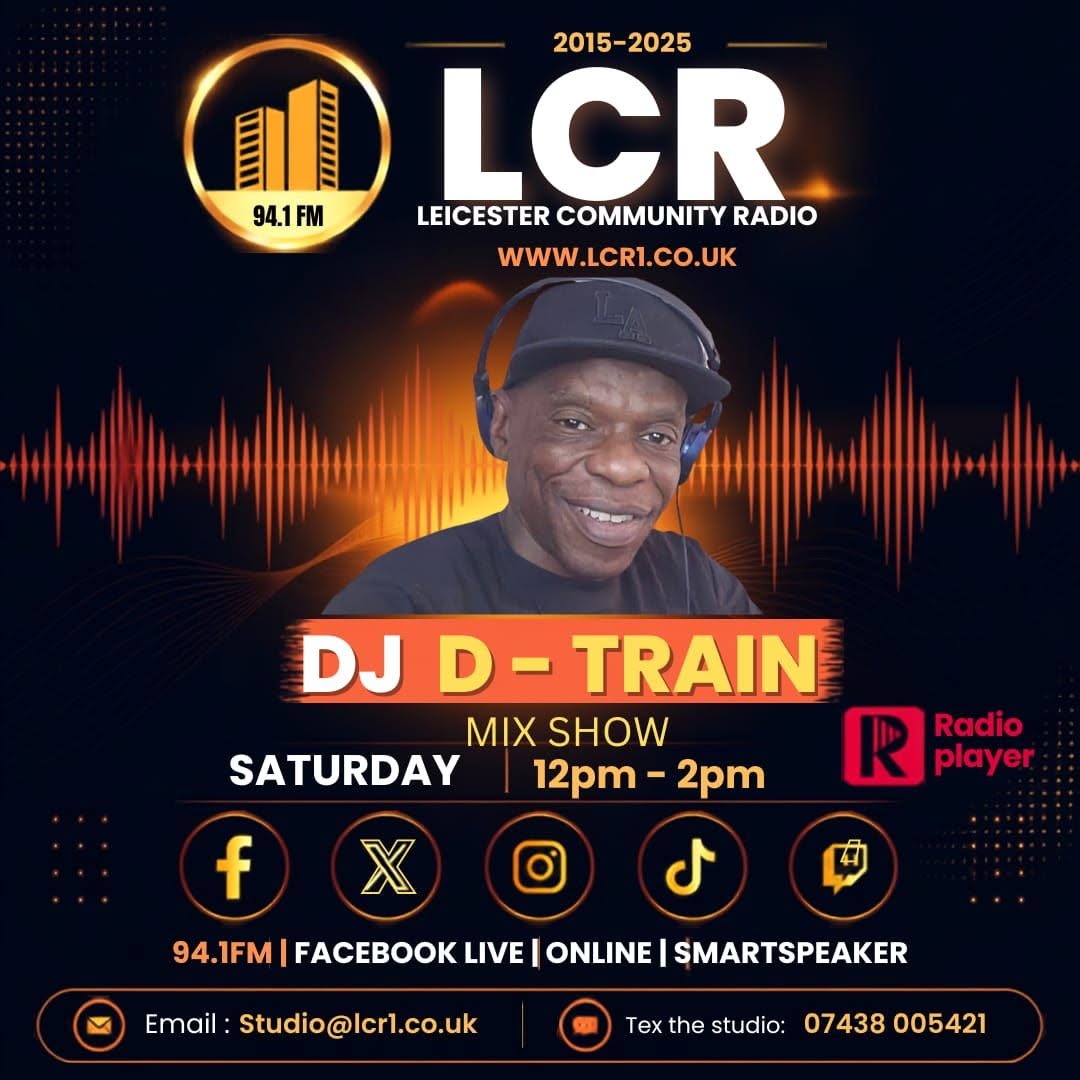 2015-2025
LCR
94.1 FM
LEICESTER COMMUNITY RADIO
WWW.LCR1.CO.UK
LA
DJ D - TRAIN
MIX SHOW
SATURDAY | 12pm - 2pm
Radio
player
94.1FM | FACEBOOK LIVE | ONLINE | SMARTSPEAKER
Email : Studio@lcr1.co.uk
Tex the studio: 07438 005421